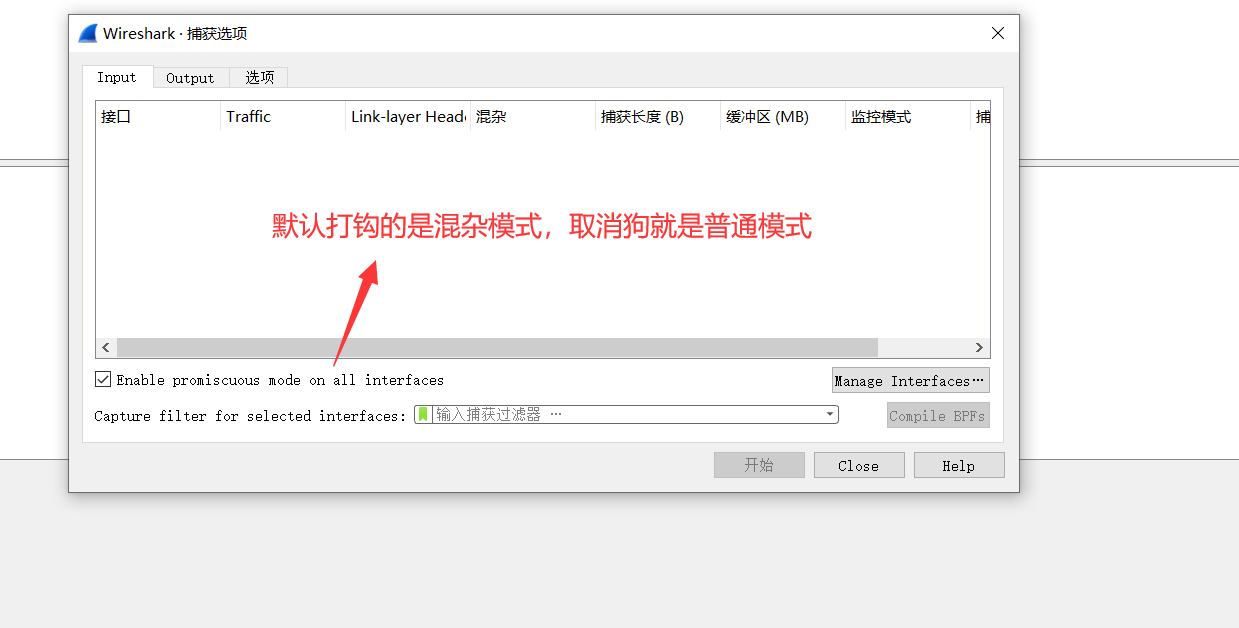 Wireshark · 捕获选项
Input Output 选项
接口 Traffic Link-layer Heade 混杂 捕获长度 (B) 缓冲区 (MB) 监控模式 捕
默认打钩的是混杂模式，取消狗就是普通模式
Enable promiscuous mode on all interfaces Manage Interfaces…
Capture filter for selected interfaces: 输入捕获过滤器 … Compile BPFs
开始 Close Help